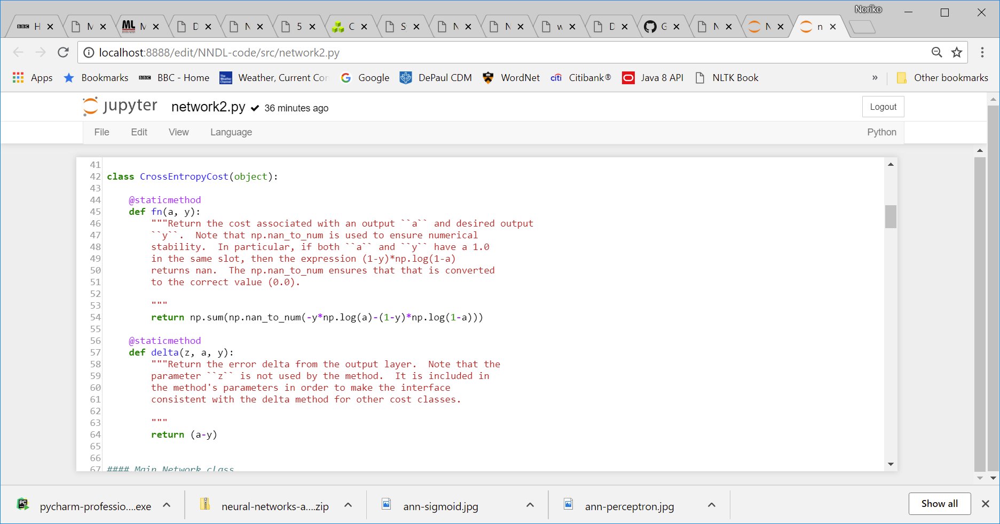 Noriko
BBC H
M
ML M
D
N
5
C
S
N
N
w
D
G
N
N
n
localhost:8888/edit/NNDL-code/src/network2.py
Apps
Bookmarks
BBC BBC - Home
The Weather Channel Weather, Current Con
Google
DePaul CDM
WordNet
citi Citibank®
Java 8 API
NLTK Book
»
Other bookmarks
jupyter network2.py ✔ 36 minutes ago
Logout
File Edit View Language
Python
41
42 class CrossEntropyCost(object):
43
44 @staticmethod
45 def fn(a, y):
46 """Return the cost associated with an output ``a`` and desired output
47 ``y``.  Note that np.nan_to_num is used to ensure numerical
48 stability.  In particular, if both ``a`` and ``y`` have a 1.0
49 in the same slot, then the expression (1-y)*np.log(1-a)
50 returns nan.  The np.nan_to_num ensures that that is converted
51 to the correct value (0.0).
52
53 """
54 return np.sum(np.nan_to_num(-y*np.log(a)-(1-y)*np.log(1-a)))
55
56 @staticmethod
57 def delta(z, a, y):
58 """Return the error delta from the output layer.  Note that the
59 parameter ``z`` is not used by the method.  It is included in
60 the method's parameters in order to make the interface
61 consistent with the delta method for other cost classes.
62
63 """
64 return (a-y)
65
66
67 #### Main Network class
PC pycharm-professio....exe
neural-networks-a....zip
ann-sigmoid.jpg
ann-perceptron.jpg
Show all